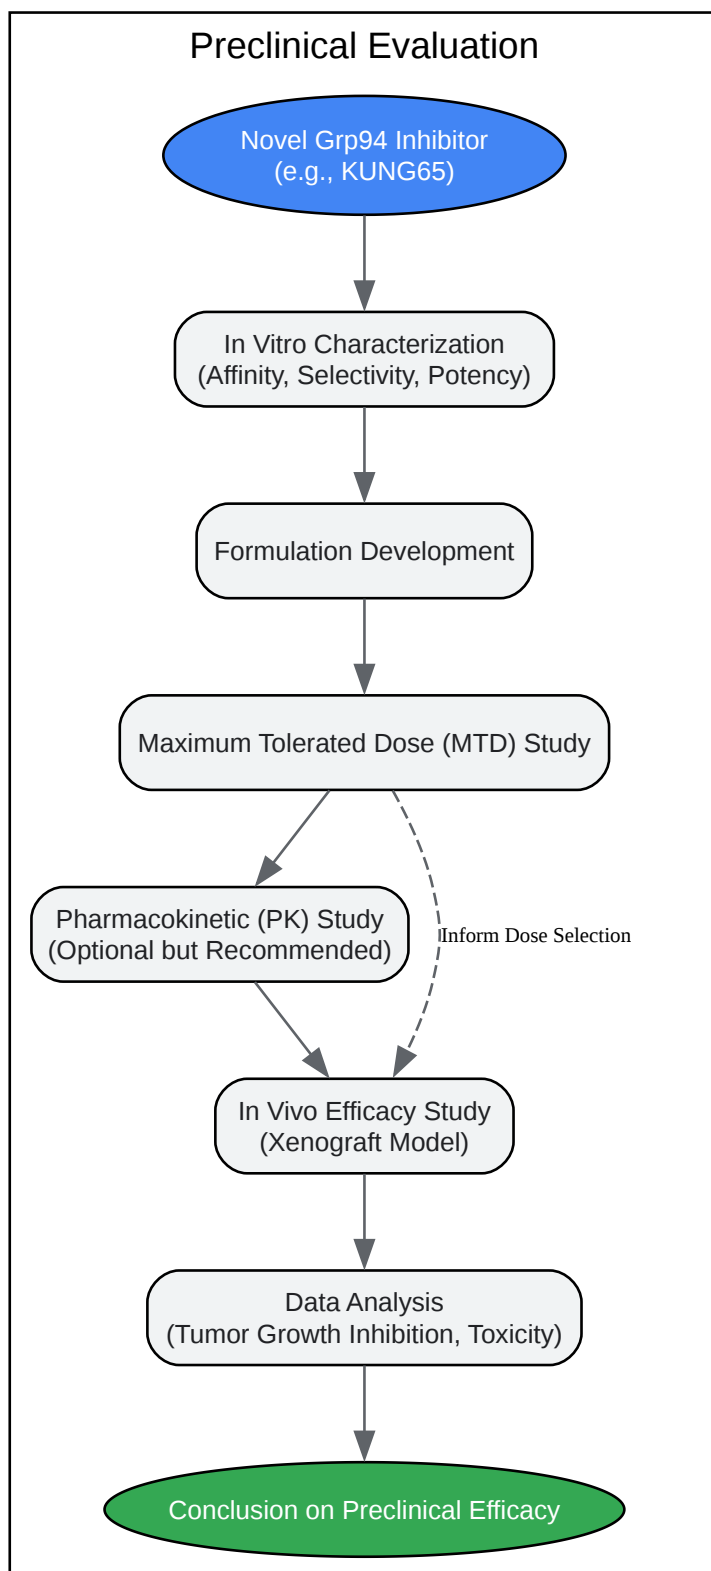 Preclinical Evaluation
Novel Grp94 Inhibitor
(e.g., KUNG65)
In Vitro Characterization
(Affinity, Selectivity, Potency)
Formulation Development
Maximum Tolerated Dose (MTD) Study
Pharmacokinetic (PK) Study
(Optional but Recommended)
Inform Dose Selection
In Vivo Efficacy Study
(Xenograft Model)
Data Analysis
(Tumor Growth Inhibition, Toxicity)
Conclusion on Preclinical Efficacy